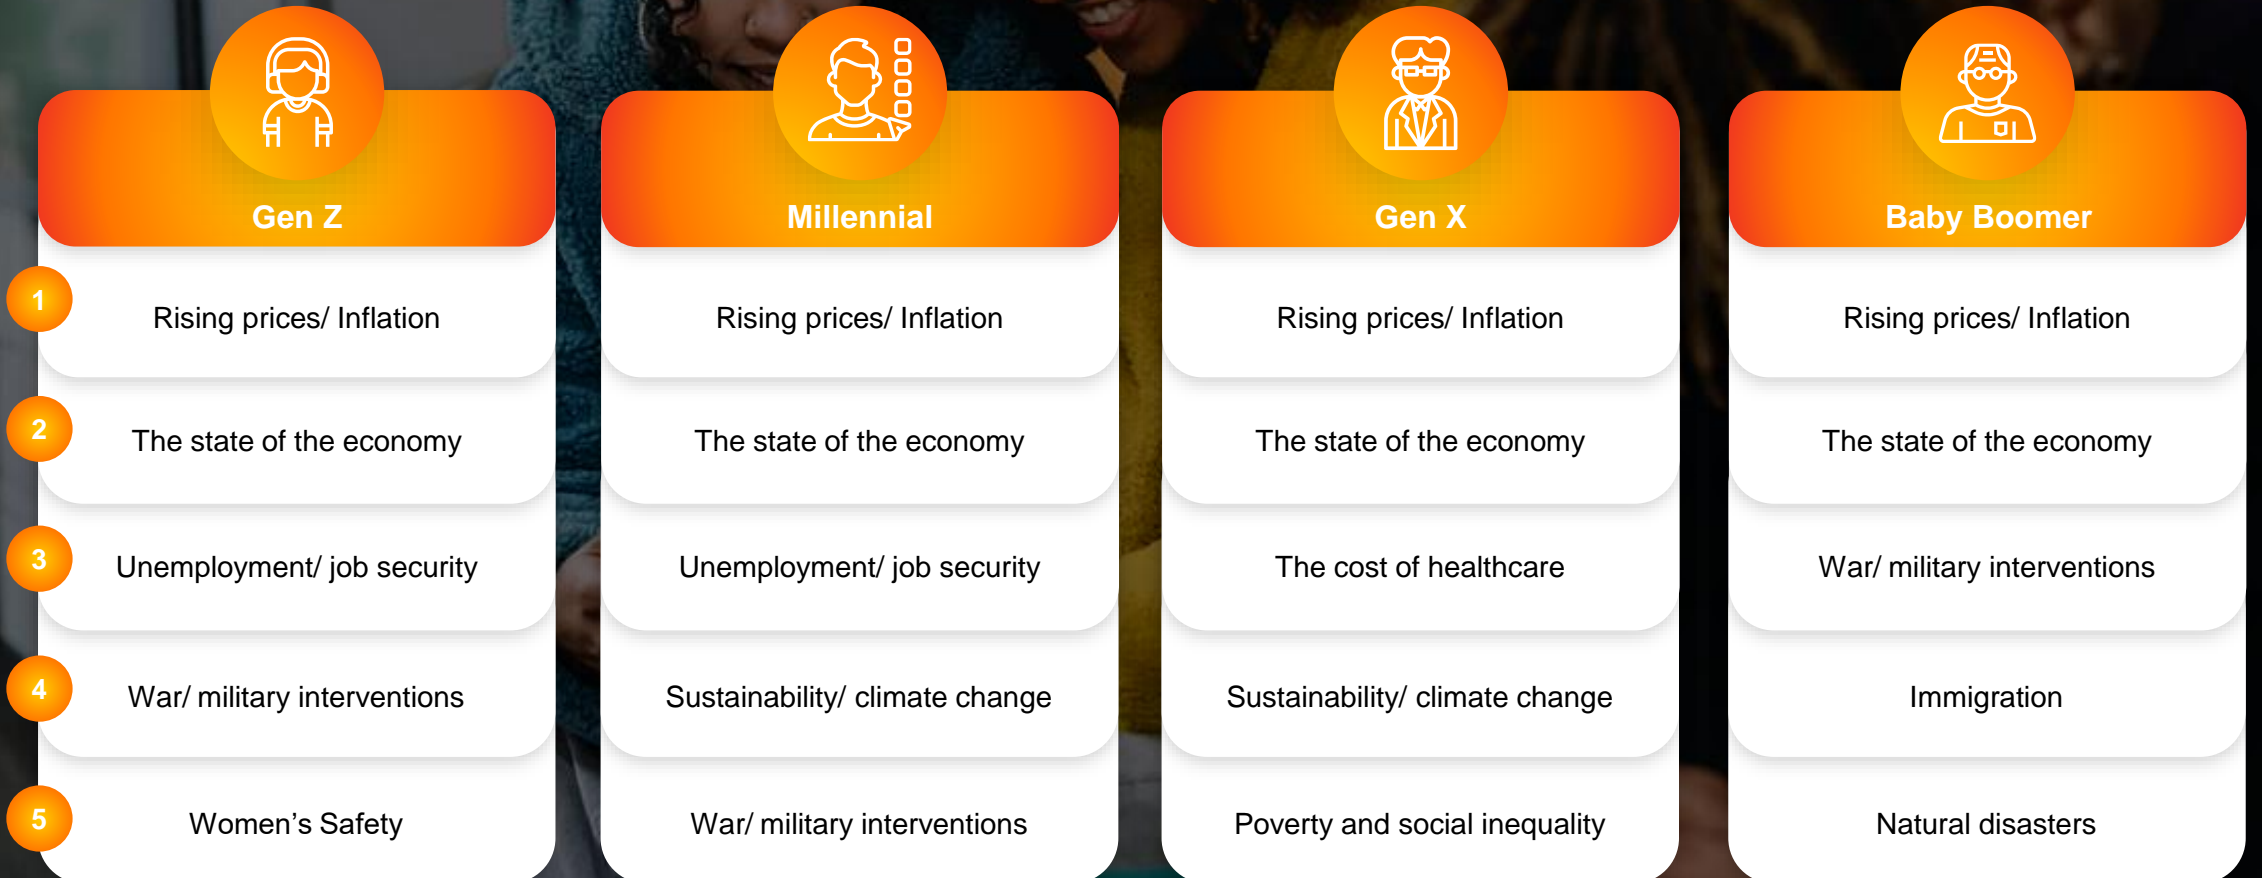 Gen Z
Millennial
Gen X
Baby Boomer
1
Rising prices/ Inflation
Rising prices/ Inflation
Rising prices/ Inflation
Rising prices/ Inflation
2
The state of the economy
The state of the economy
The state of the economy
The state of the economy
3
Unemployment/ job security
Unemployment/ job security
The cost of healthcare
War/ military interventions
4
War/ military interventions
Sustainability/ climate change
Sustainability/ climate change
Immigration
5
Women’s Safety
War/ military interventions
Poverty and social inequality
Natural disasters